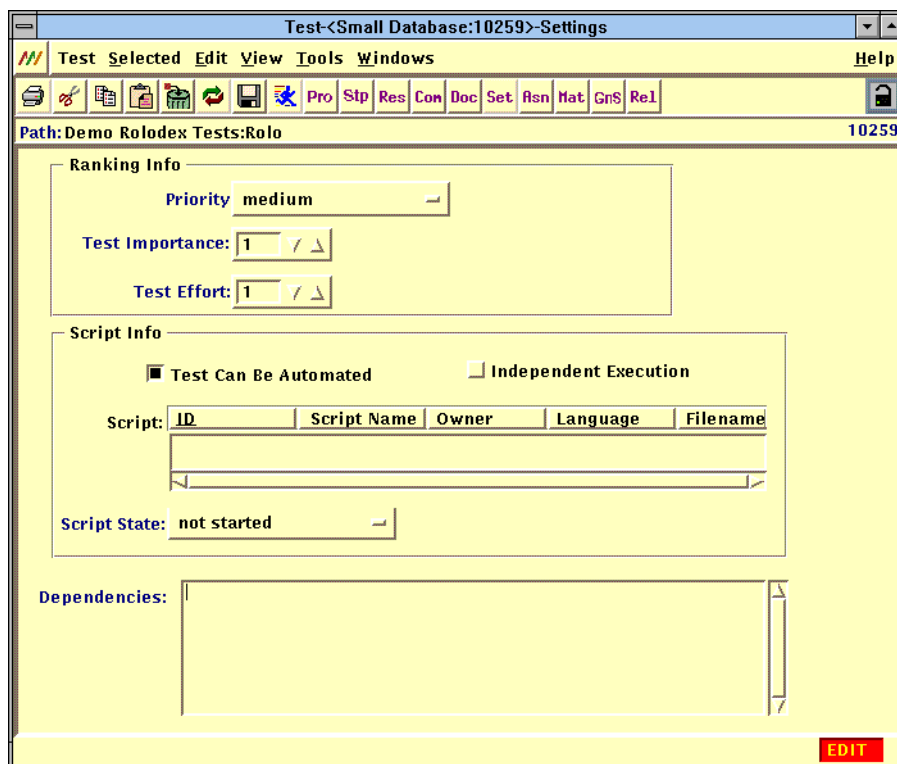 Test-<Small Database:10259>-Settings
Test Selected Edit View Tools Windows Help
Pro Stp Res Com Doc Set Asn Mat GnS Rel
Path: Demo Rolodex Tests:Rolo 10259
Ranking Info
Priority medium
Test Importance: 1
Test Effort: 1
Script Info
Test Can Be Automated Independent Execution
Script: ID Script Name Owner Language Filename
Script State: not started
Dependencies:
EDIT